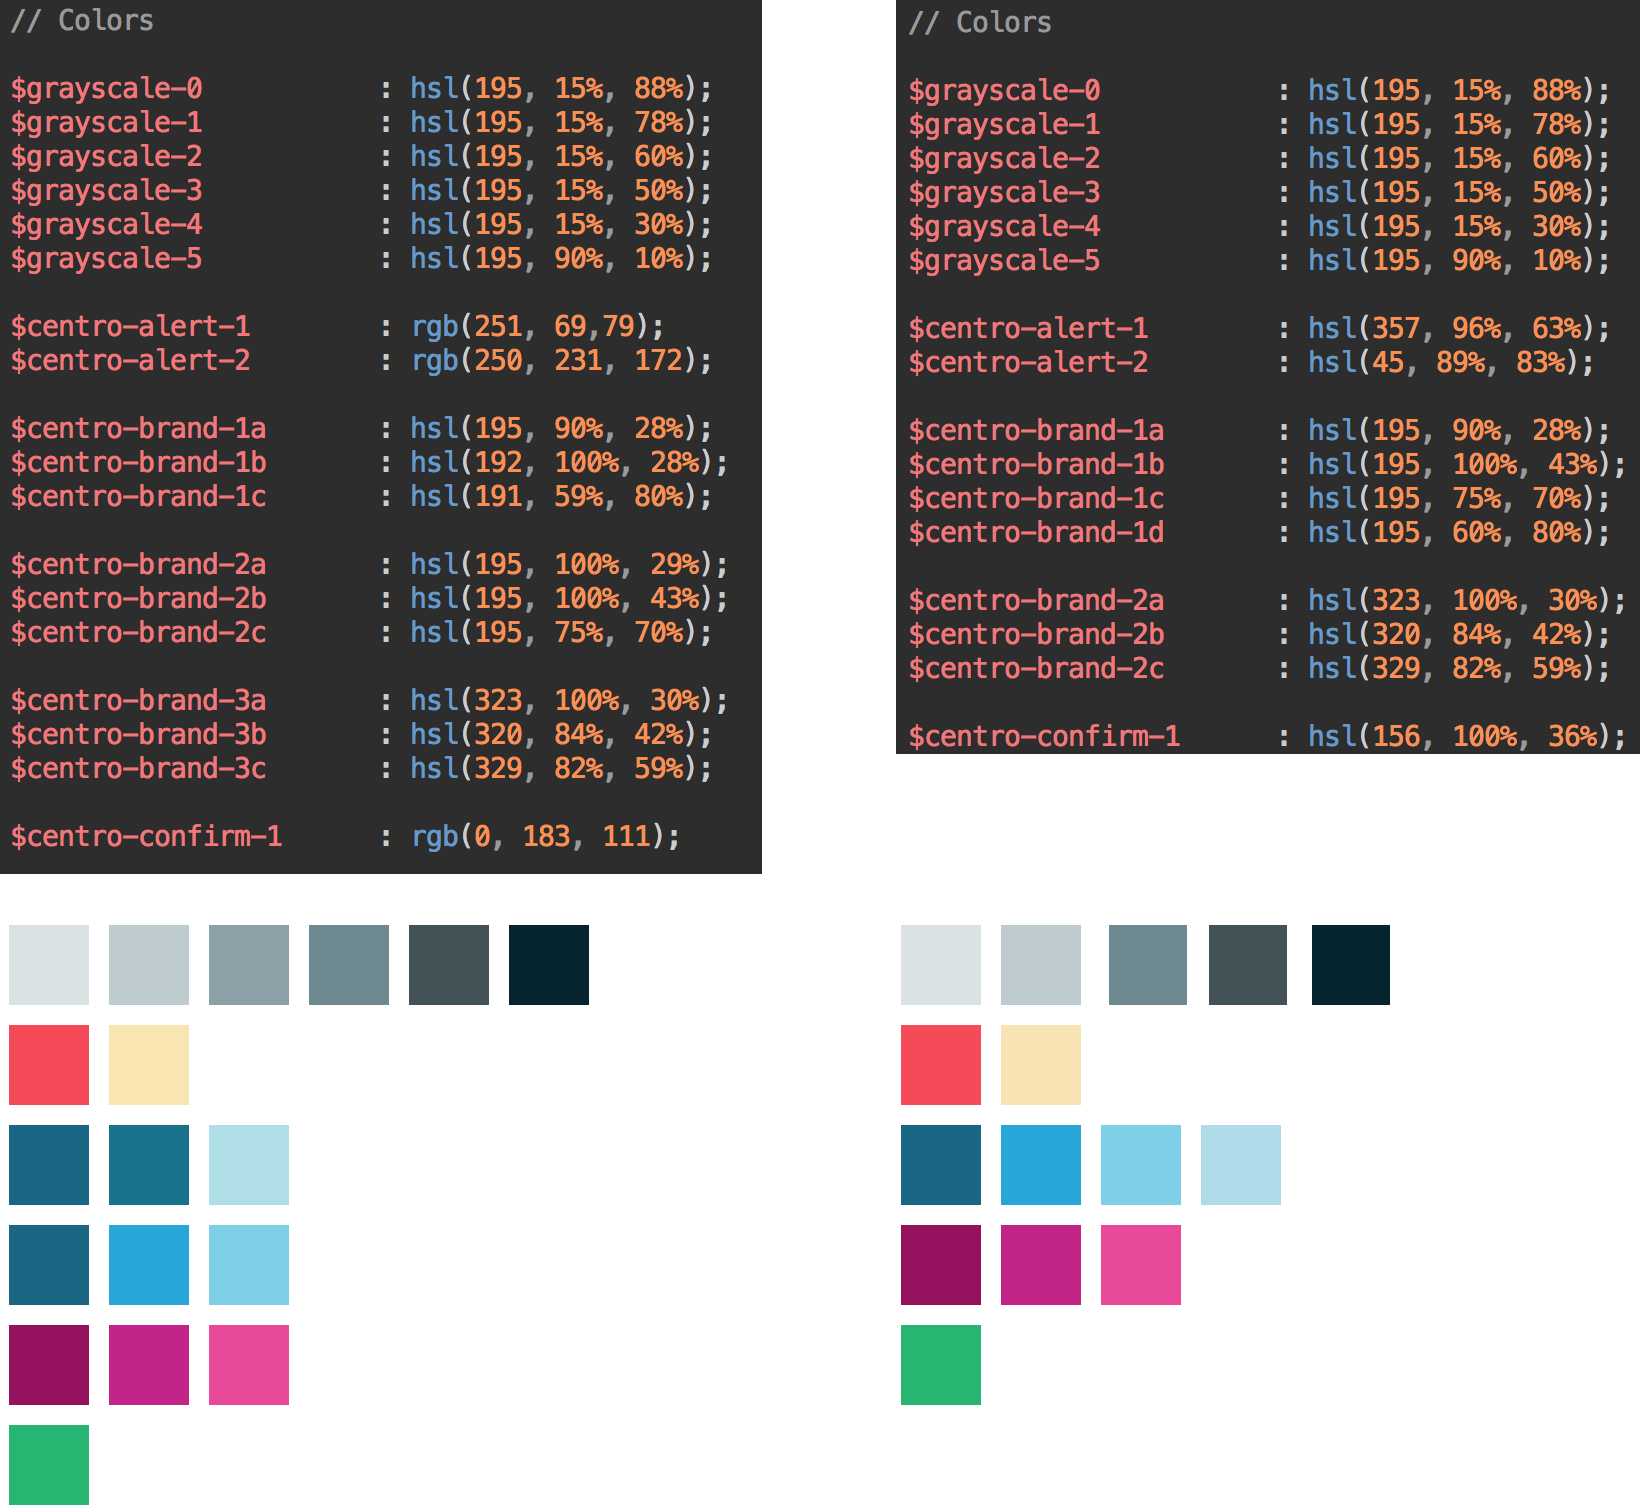 // Colors
$grayscale-0 : hsl(195, 15%, 88%);
$grayscale-1 : hsl(195, 15%, 78%);
$grayscale-2 : hsl(195, 15%, 60%);
$grayscale-3 : hsl(195, 15%, 50%);
$grayscale-4 : hsl(195, 15%, 30%);
$grayscale-5 : hsl(195, 90%, 10%);
$centro-alert-1 : rgb(251, 69,79);
$centro-alert-2 : rgb(250, 231, 172);
$centro-brand-1a : hsl(195, 90%, 28%);
$centro-brand-1b : hsl(192, 100%, 28%);
$centro-brand-1c : hsl(191, 59%, 80%);
$centro-brand-2a : hsl(195, 100%, 29%);
$centro-brand-2b : hsl(195, 100%, 43%);
$centro-brand-2c : hsl(195, 75%, 70%);
$centro-brand-3a : hsl(323, 100%, 30%);
$centro-brand-3b : hsl(320, 84%, 42%);
$centro-brand-3c : hsl(329, 82%, 59%);
$centro-confirm-1 : rgb(0, 183, 111);
// Colors
$grayscale-0 : hsl(195, 15%, 88%);
$grayscale-1 : hsl(195, 15%, 78%);
$grayscale-2 : hsl(195, 15%, 60%);
$grayscale-3 : hsl(195, 15%, 50%);
$grayscale-4 : hsl(195, 15%, 30%);
$grayscale-5 : hsl(195, 90%, 10%);
$centro-alert-1 : hsl(357, 96%, 63%);
$centro-alert-2 : hsl(45, 89%, 83%);
$centro-brand-1a : hsl(195, 90%, 28%);
$centro-brand-1b : hsl(195, 100%, 43%);
$centro-brand-1c : hsl(195, 75%, 70%);
$centro-brand-1d : hsl(195, 60%, 80%);
$centro-brand-2a : hsl(323, 100%, 30%);
$centro-brand-2b : hsl(320, 84%, 42%);
$centro-brand-2c : hsl(329, 82%, 59%);
$centro-confirm-1 : hsl(156, 100%, 36%);